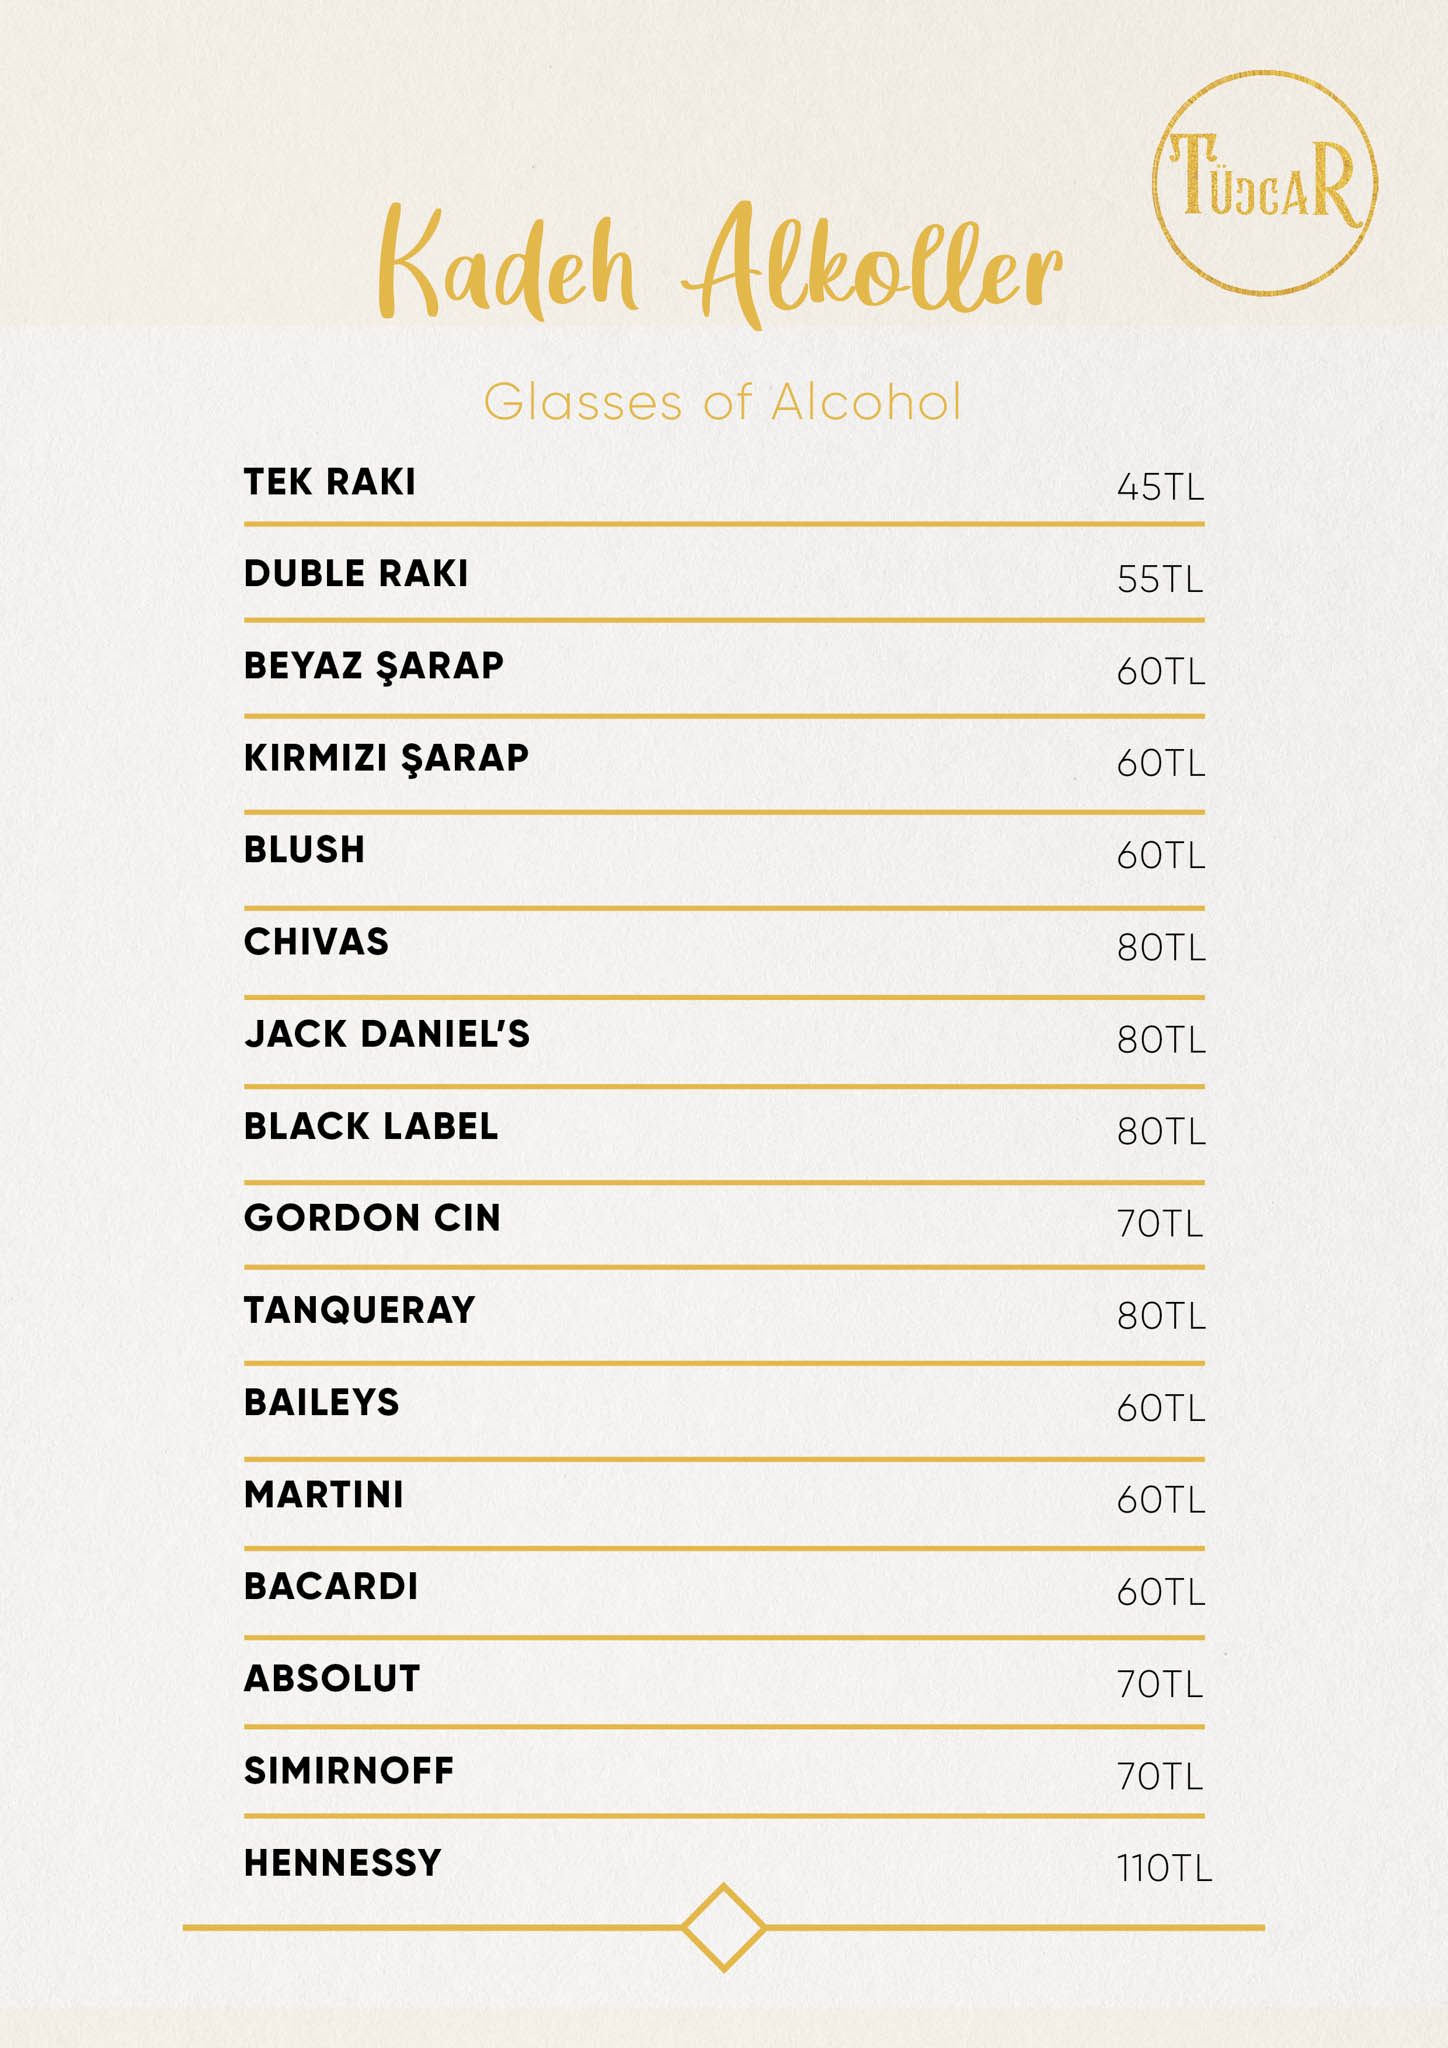 TÜCCAR
Kadeh Alkoller
Glasses of Alcohol
TEK RAKI 45TL
DUBLE RAKI 55TL
BEYAZ ŞARAP 60TL
KIRMIZI ŞARAP 60TL
BLUSH 60TL
CHIVAS 80TL
JACK DANIEL’S 80TL
BLACK LABEL 80TL
GORDON CIN 70TL
TANQUERAY 80TL
BAILEYS 60TL
MARTINI 60TL
BACARDI 60TL
ABSOLUT 70TL
SIMIRNOFF 70TL
HENNESSY 110TL